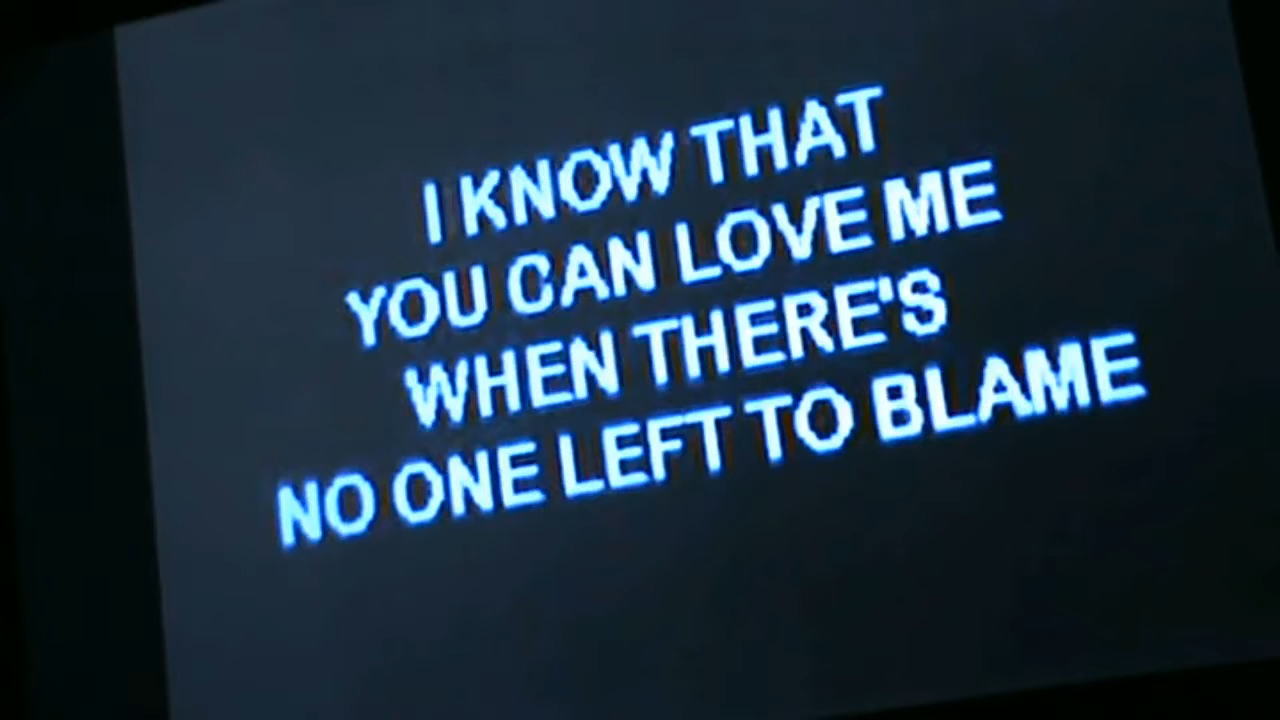 I KNOW THAT
YOU CAN LOVE ME
WHEN THERE'S
NO ONE LEFT TO BLAME